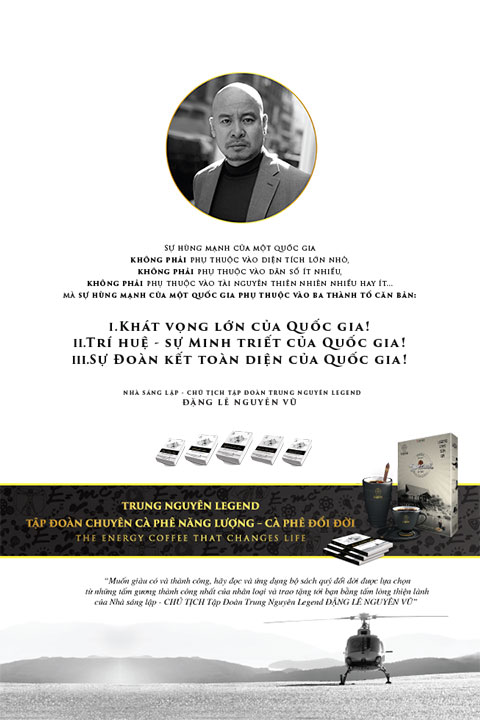 Sự hùng mạnh của một quốc gia
không phải phụ thuộc vào diện tích lớn nhỏ,
không phải phụ thuộc vào dân số ít nhiều,
không phải phụ thuộc vào tài nguyên thiên nhiên nhiều hay ít...
mà sự hùng mạnh của một quốc gia phụ thuộc vào ba thành tố căn bản:
I.Khát vọng lớn của Quốc gia!
II.Trí huệ - sự Minh triết của Quốc gia!
III.Sự Đoàn kết toàn diện của Quốc gia!
Nhà sáng lập - Chủ tịch Tập đoàn Trung Nguyên Legend
Đặng Lê Nguyên Vũ
TRUNG NGUYÊN LEGEND
TẬP ĐOÀN CHUYÊN CÀ PHÊ NĂNG LƯỢNG – CÀ PHÊ ĐỔI ĐỜI
THE ENERGY COFFEE THAT CHANGES LIFE
“Muốn giàu có và thành công, hãy đọc và ứng dụng bộ sách quý đổi đời được lựa chọn
từ những tấm gương thành công nhất của nhân loại và trao tặng tới bạn bằng tấm lòng thiện lành
của Nhà sáng lập - CHỦ TỊCH Tập Đoàn Trung Nguyên Legend ĐẶNG LÊ NGUYÊN VŨ”